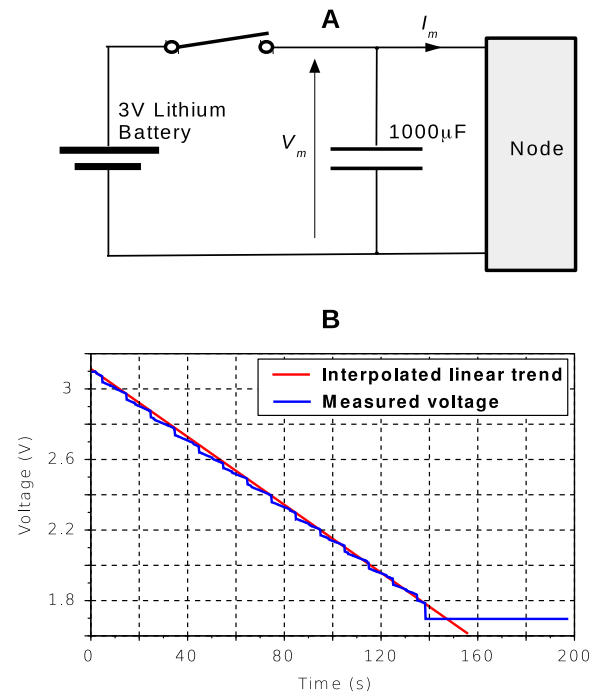 A
I_m
3V Lithium
Battery
V_m
1000μF
Node
B
Interpolated linear trend
Measured voltage
Voltage (V)
3
2.6
2.2
1.8
0
40
80
120
160
200
Time (s)